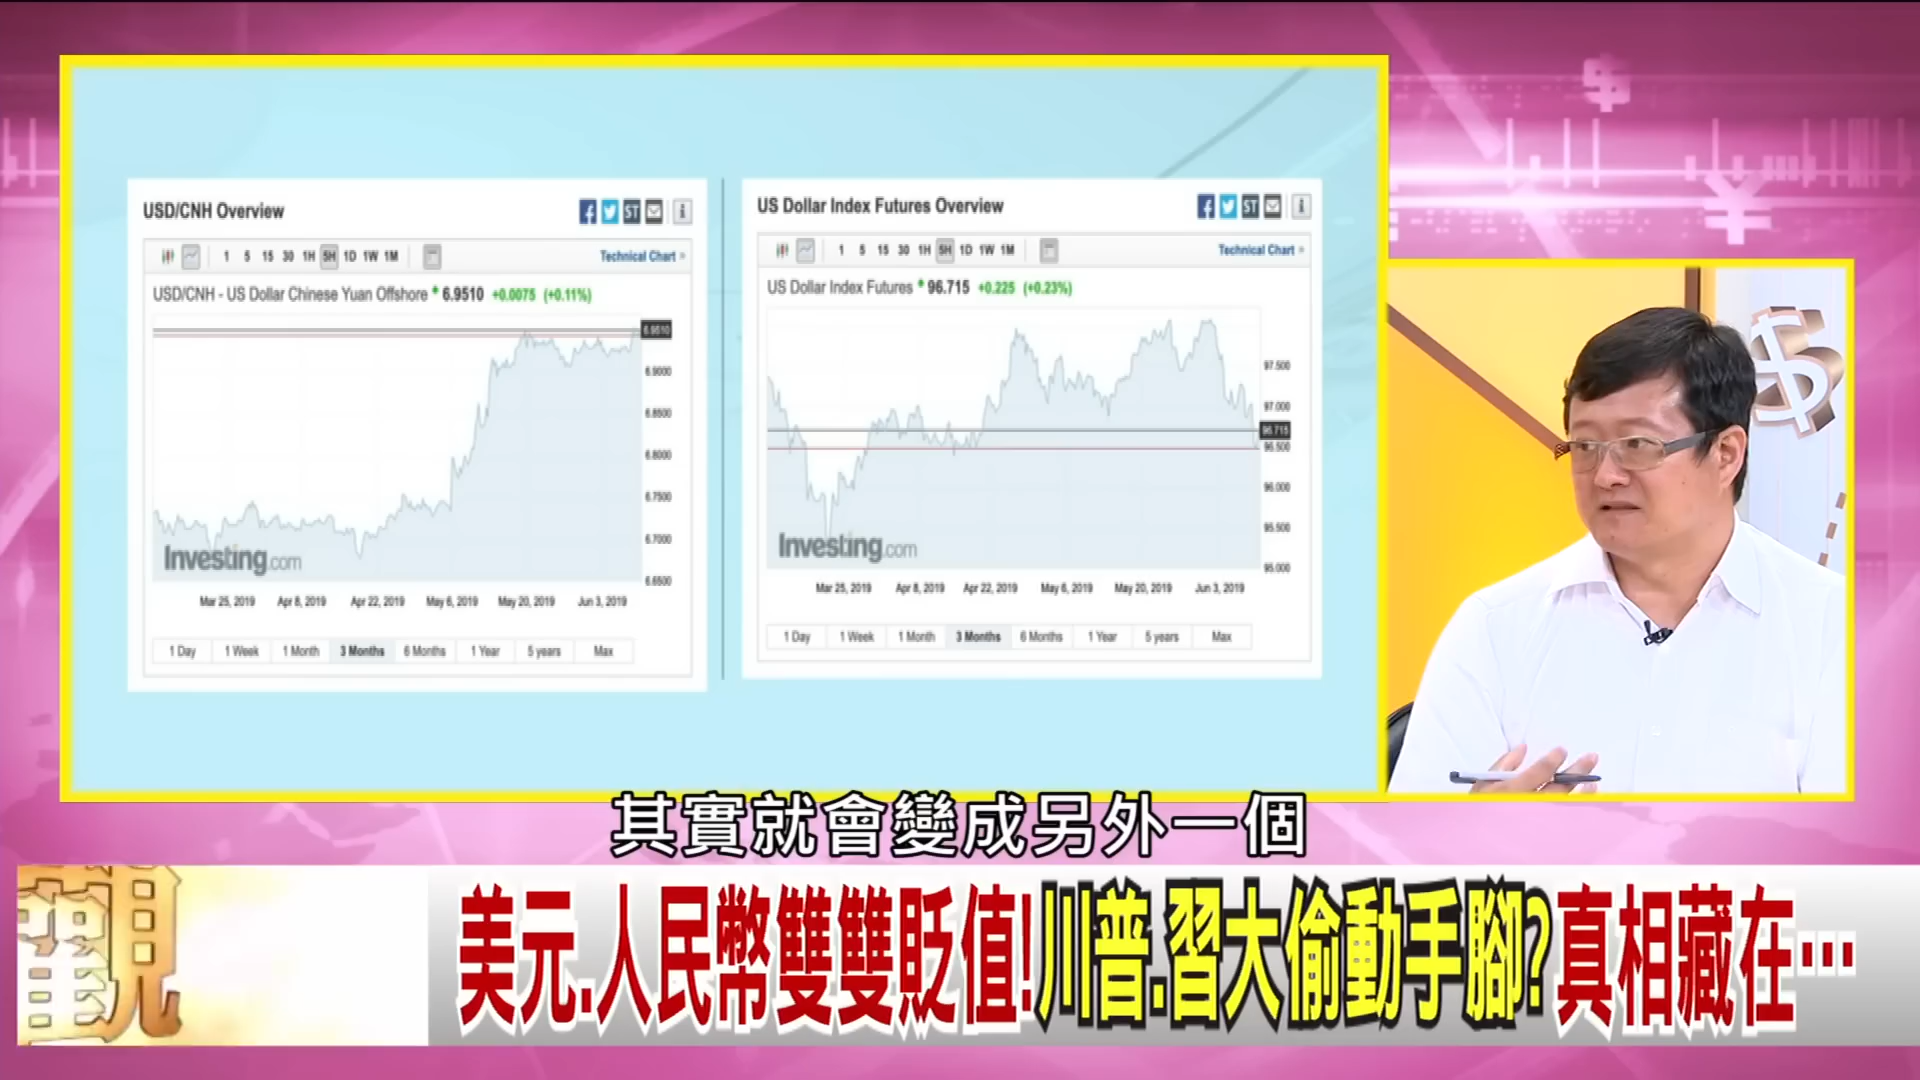 USD/CNH Overview
ST
i
1 5 15 30 1H 5H 1D 1W 1M
Technical Chart »
USD/CNH - US Dollar Chinese Yuan Offshore 6.9510 +0.0075 (+0.11%)
6.9510
6.9000
6.8500
6.8000
6.7500
6.7000
6.6500
Investing.com
Mar 25, 2019 Apr 8, 2019 Apr 22, 2019 May 6, 2019 May 20, 2019 Jun 3, 2019
1 Day 1 Week 1 Month 3 Months 6 Months 1 Year 5 years Max
US Dollar Index Futures Overview
ST
i
1 5 15 30 1H 5H 1D 1W 1M
Technical Chart »
US Dollar Index Futures 96.715 +0.225 (+0.23%)
97.500
97.000
96.715
96.500
96.000
95.500
95.000
Investing.com
Mar 25, 2019 Apr 8, 2019 Apr 22, 2019 May 6, 2019 May 20, 2019 Jun 3, 2019
1 Day 1 Week 1 Month 3 Months 6 Months 1 Year 5 years Max
$
¥
$
其實就會變成另外一個
觀
美元.人民幣雙雙貶值!川普.習大偷動手腳?真相藏在…